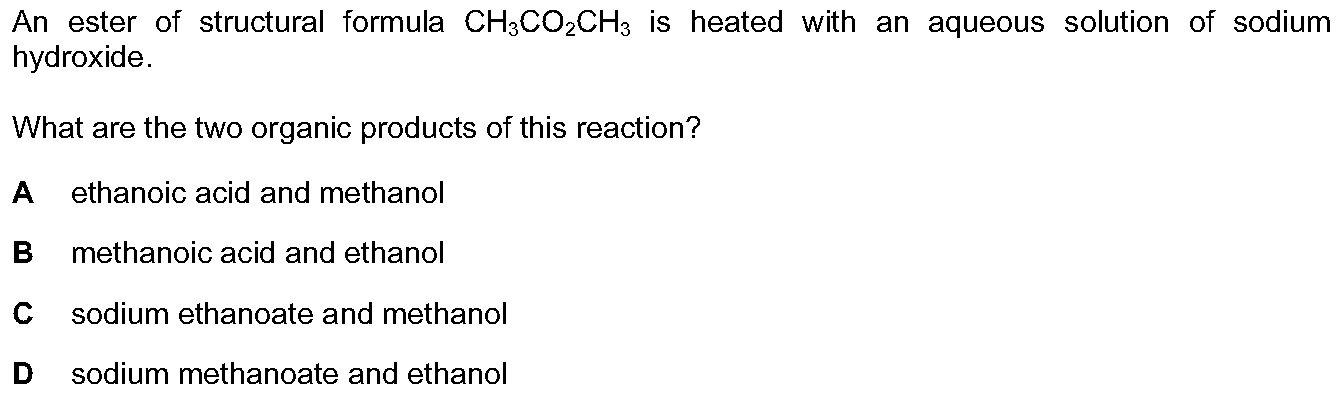 An ester of structural formula CH₃CO₂CH₃ is heated with an aqueous solution of sodium
hydroxide.
What are the two organic products of this reaction?
A ethanoic acid and methanol
B methanoic acid and ethanol
C sodium ethanoate and methanol
D sodium methanoate and ethanol